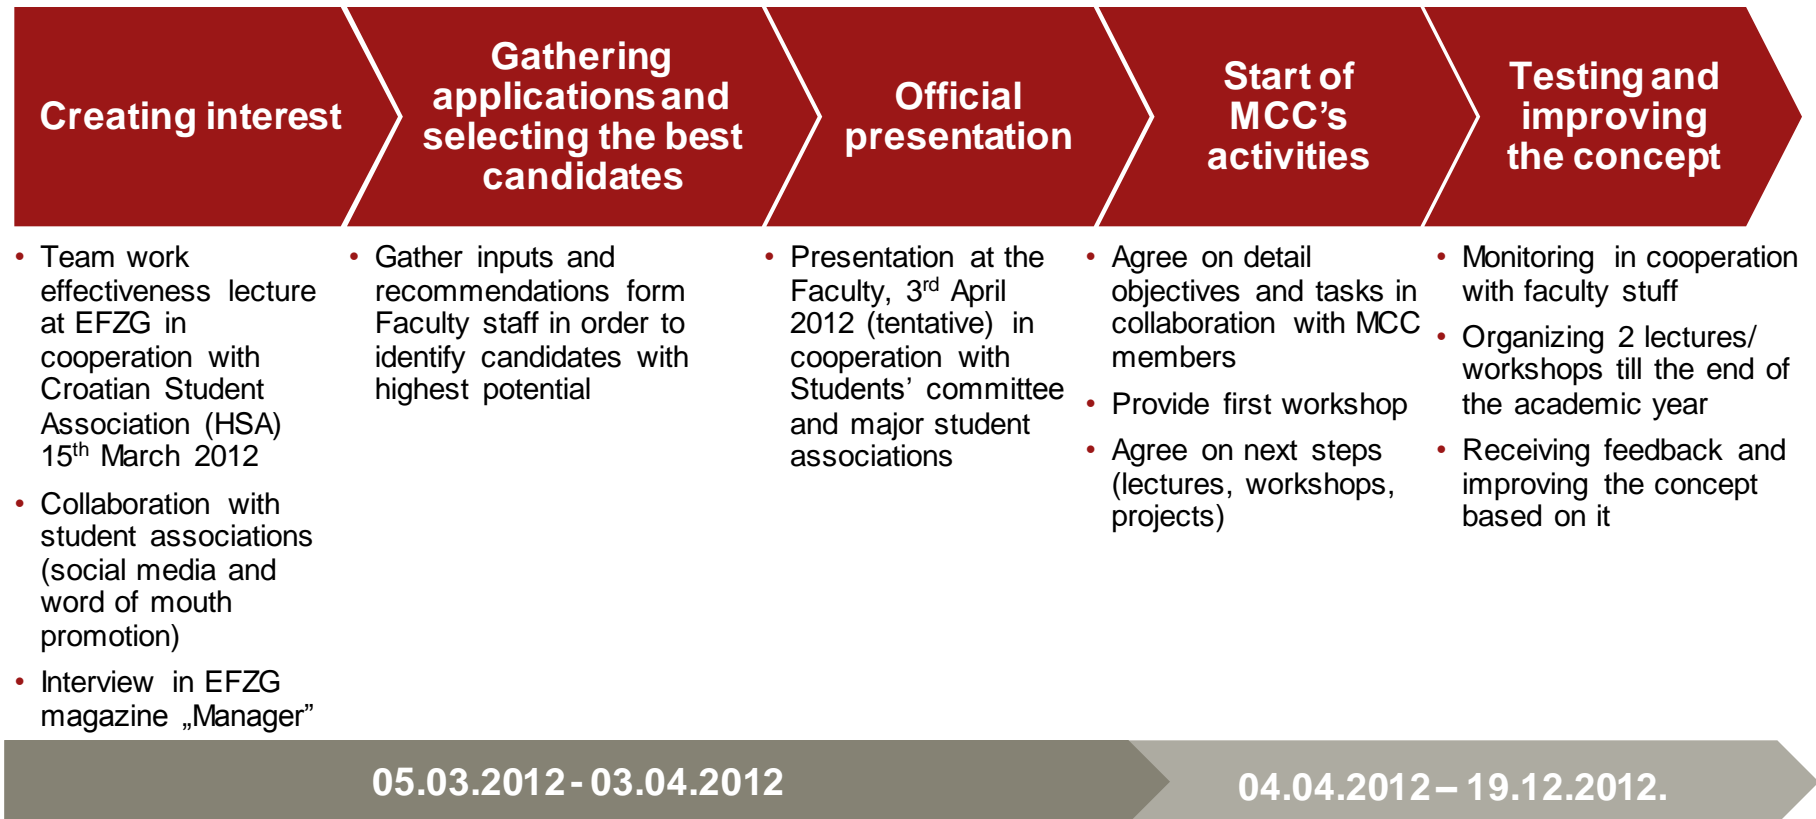 Creating interest
Gathering
applications and
selecting the best
candidates
Official
presentation
Start of
MCC's
activities
Testing and
improving
the concept
• Team work
effectiveness lecture
at EFZG in
cooperation with
Croatian Student
Association (HSA)
15th March 2012
• Collaboration with
student associations
(social media and
word of mouth
promotion)
• Interview in EFZG
magazine „Manager”
• Gather inputs and
recommendations form
Faculty staff in order to
identify candidates with
highest potential
• Presentation at the
Faculty, 3rd April
2012 (tentative) in
cooperation with
Students’ committee
and major student
associations
• Agree on detail
objectives and tasks in
collaboration with MCC
members
• Provide first workshop
• Agree on next steps
(lectures, workshops,
projects)
• Monitoring in cooperation
with faculty stuff
• Organizing 2 lectures/
workshops till the end of
the academic year
• Receiving feedback and
improving the concept
based on it
05.03.2012 - 03.04.2012
04.04.2012 – 19.12.2012.